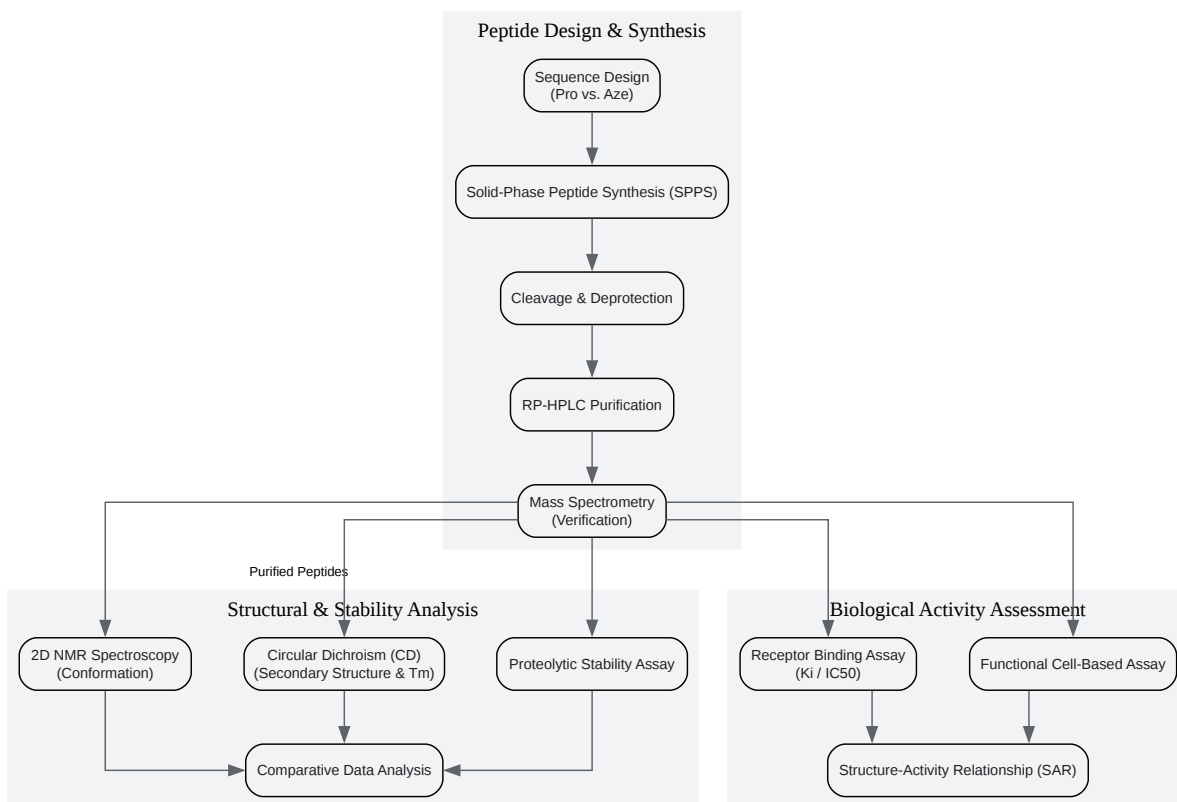 Peptide Design & Synthesis
Sequence Design
(Pro vs. Aze)
Solid-Phase Peptide Synthesis (SPPS)
Cleavage & Deprotection
RP-HPLC Purification
Mass Spectrometry
(Verification)
Purified Peptides
Structural & Stability Analysis
Biological Activity Assessment
2D NMR Spectroscopy
(Conformation)
Circular Dichroism (CD)
(Secondary Structure & Tm)
Proteolytic Stability Assay
Receptor Binding Assay
(Ki / IC50)
Functional Cell-Based Assay
Comparative Data Analysis
Structure-Activity Relationship (SAR)